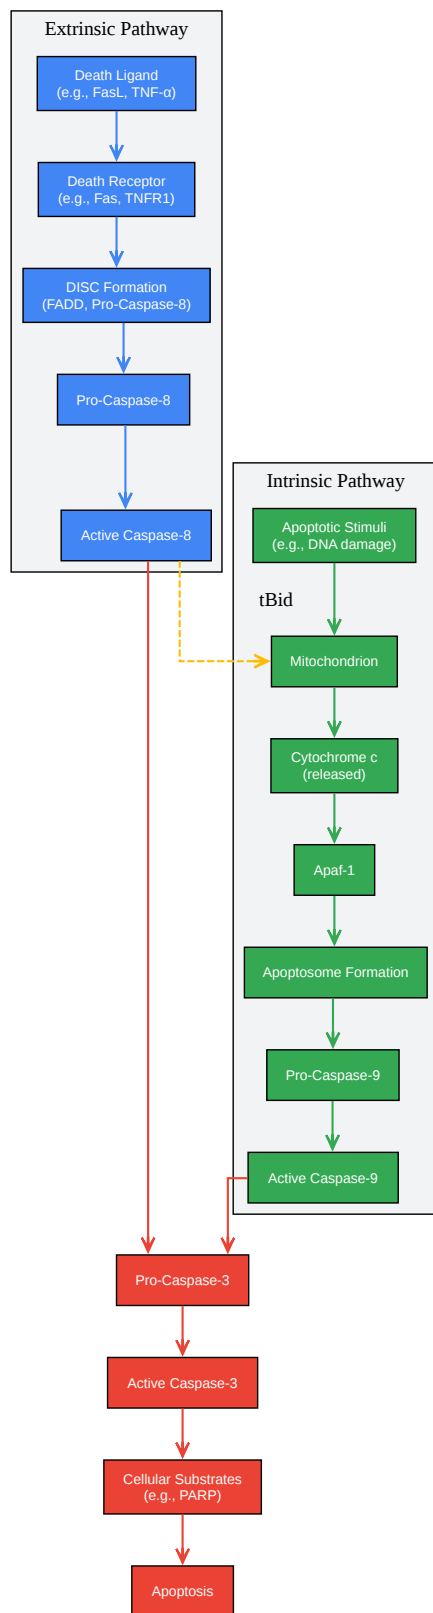 Extrinsic Pathway
Death Ligand
(e.g., FasL, TNF-α)
Death Receptor
(e.g., Fas, TNFR1)
DISC Formation
(FADD, Pro-Caspase-8)
Pro-Caspase-8
Active Caspase-8
Intrinsic Pathway
Apoptotic Stimuli
(e.g., DNA damage)
tBid
Mitochondrion
Cytochrome c
(released)
Apaf-1
Apoptosome Formation
Pro-Caspase-9
Active Caspase-9
Pro-Caspase-3
Active Caspase-3
Cellular Substrates
(e.g., PARP)
Apoptosis